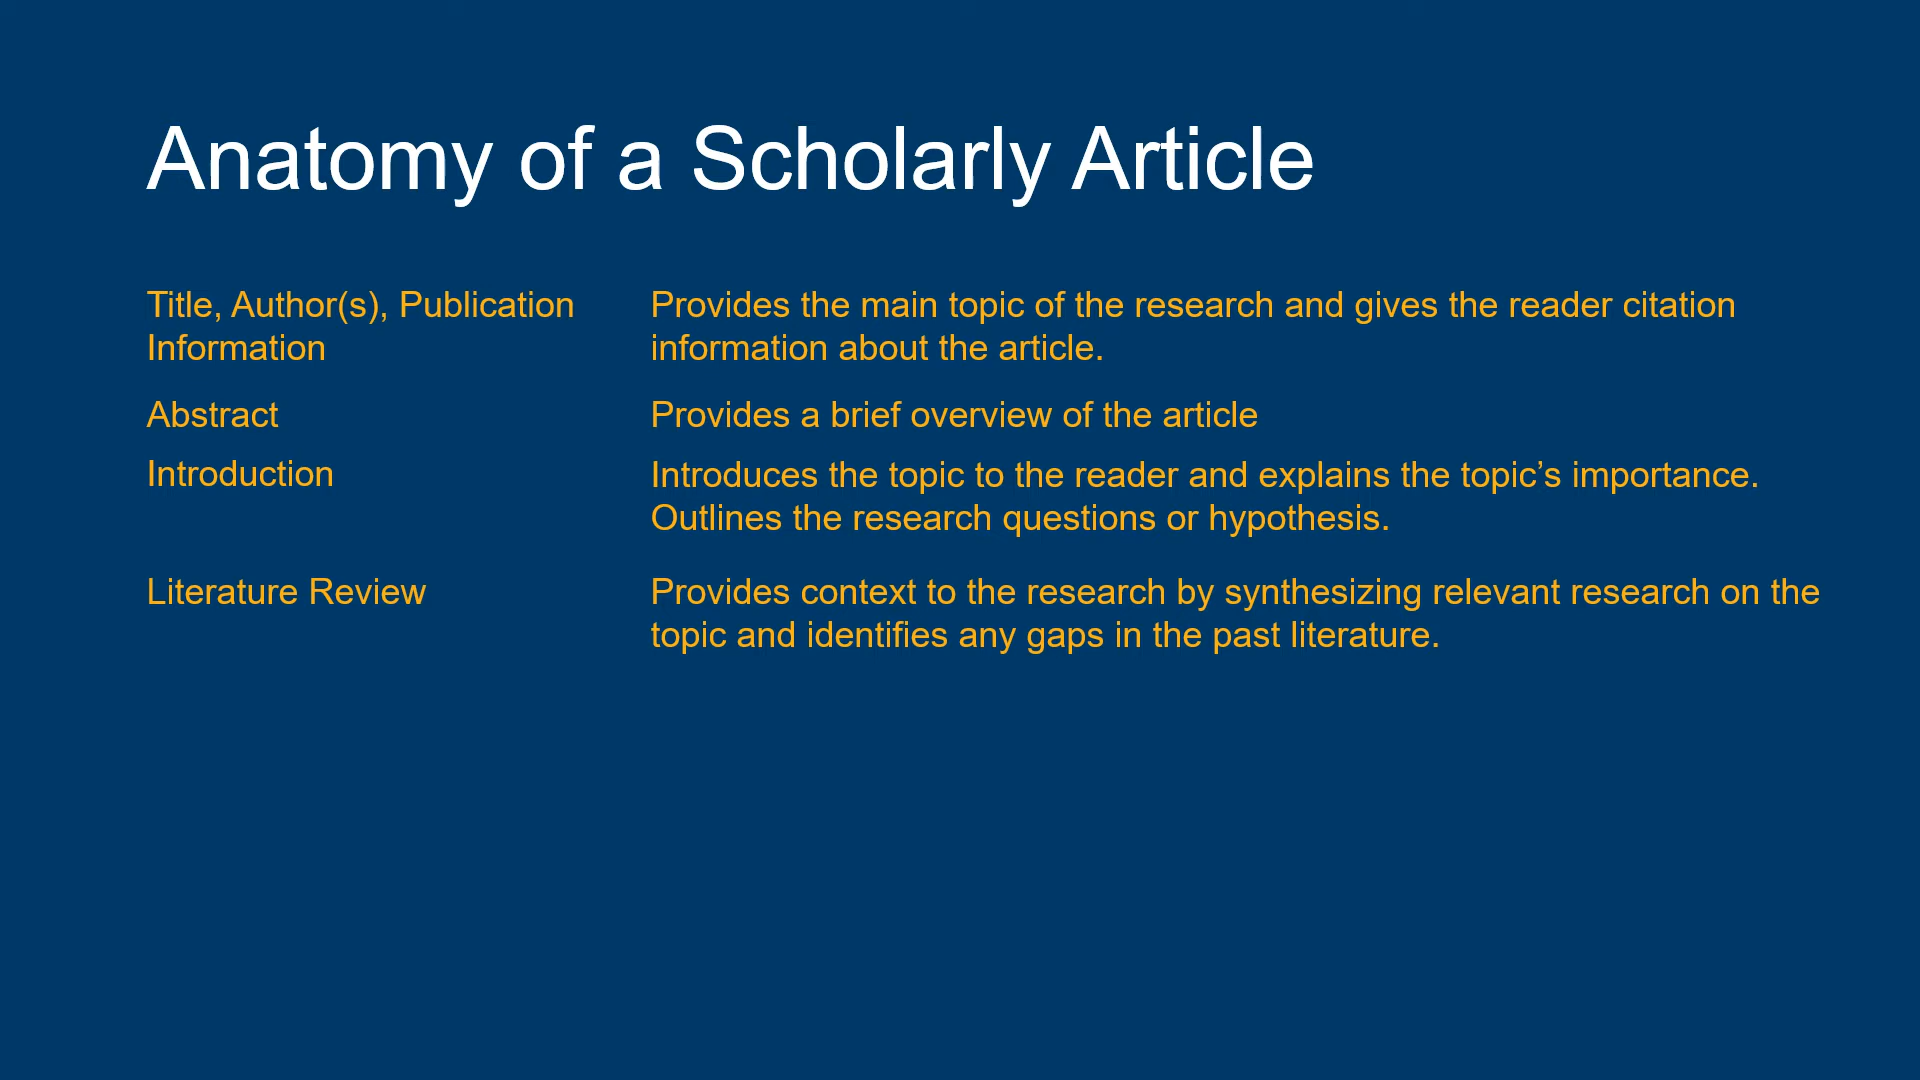 Anatomy of a Scholarly Article
Title, Author(s), Publication
Information
Provides the main topic of the research and gives the reader citation
information about the article.
Abstract
Provides a brief overview of the article
Introduction
Introduces the topic to the reader and explains the topic’s importance.
Outlines the research questions or hypothesis.
Literature Review
Provides context to the research by synthesizing relevant research on the
topic and identifies any gaps in the past literature.